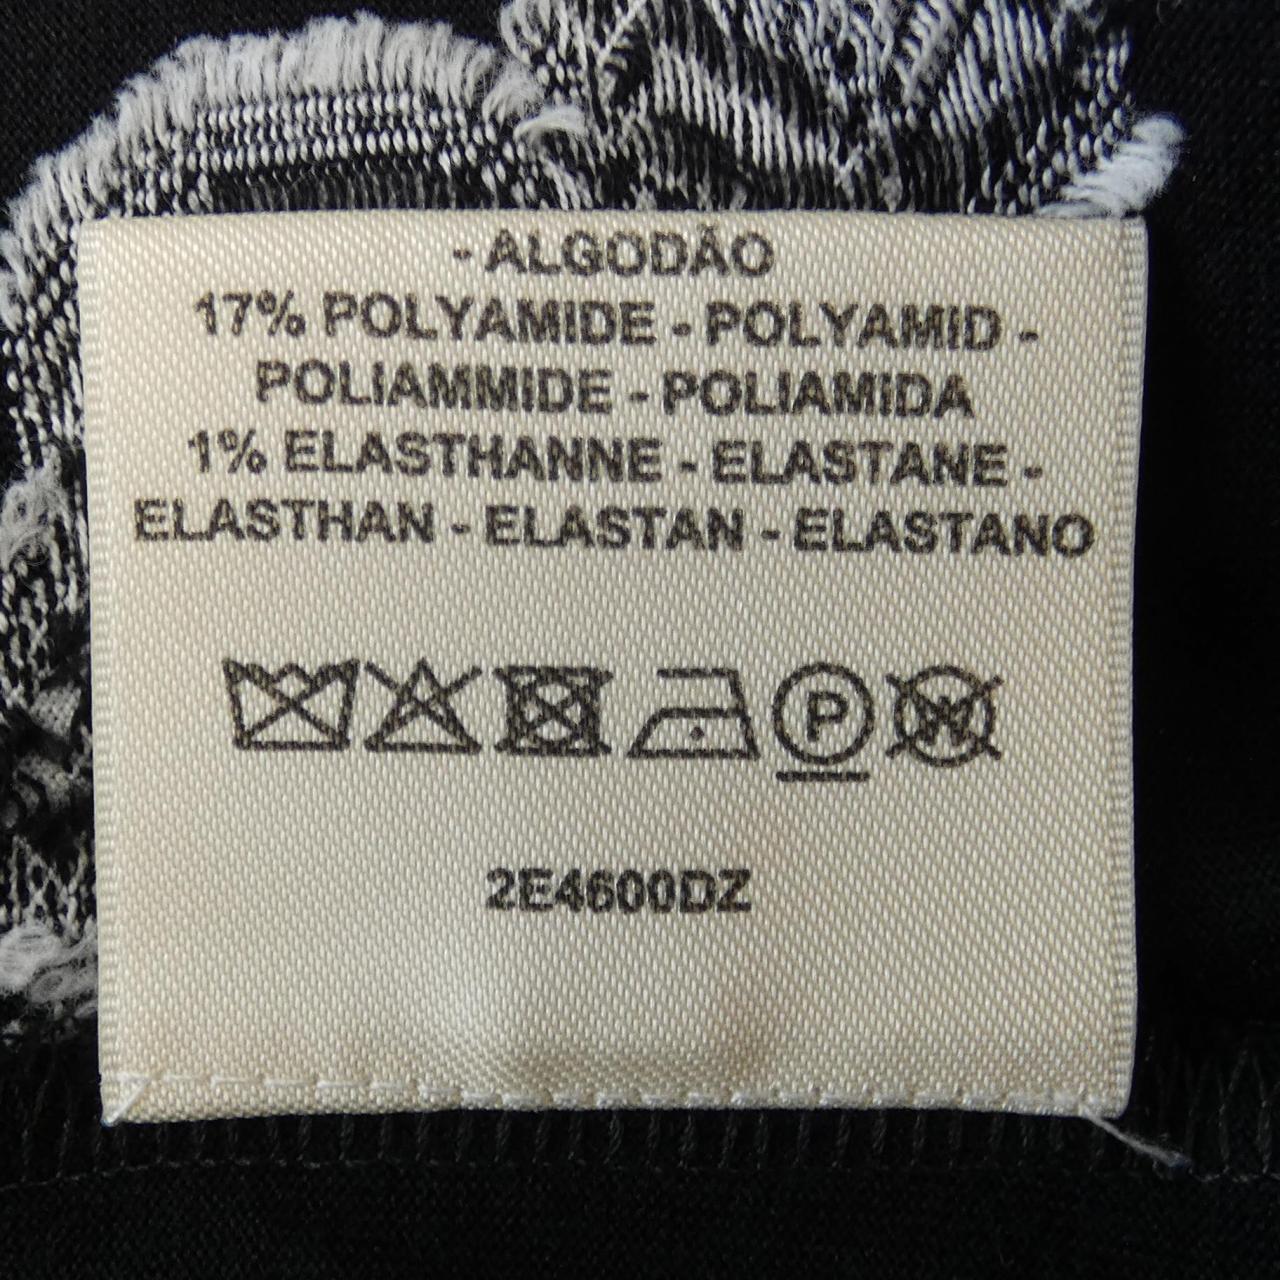 - ALGODÃO
17% POLYAMIDE - POLYAMID -
POLIAMMIDE - POLIAMIDA
1% ELASTHANNE - ELASTANE -
ELASTHAN - ELASTAN - ELASTANO
P W
2E4600DZ